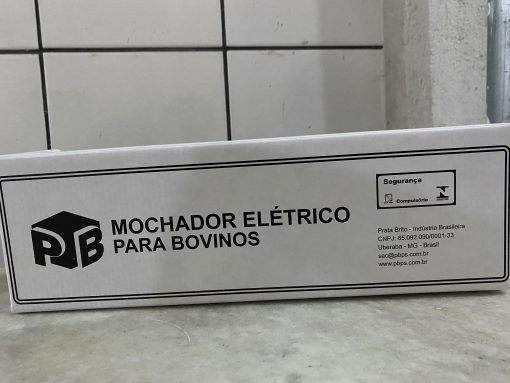 PB
MOCHADOR ELÉTRICO
PARA BOVINOS
Segurança
Compulsório
Prata Brito - Indústria Brasileira
CNPJ: 65.092.090/0001-33
Uberaba - MG - Brasil
sac@pbps.com.br
www.pbps.com.br